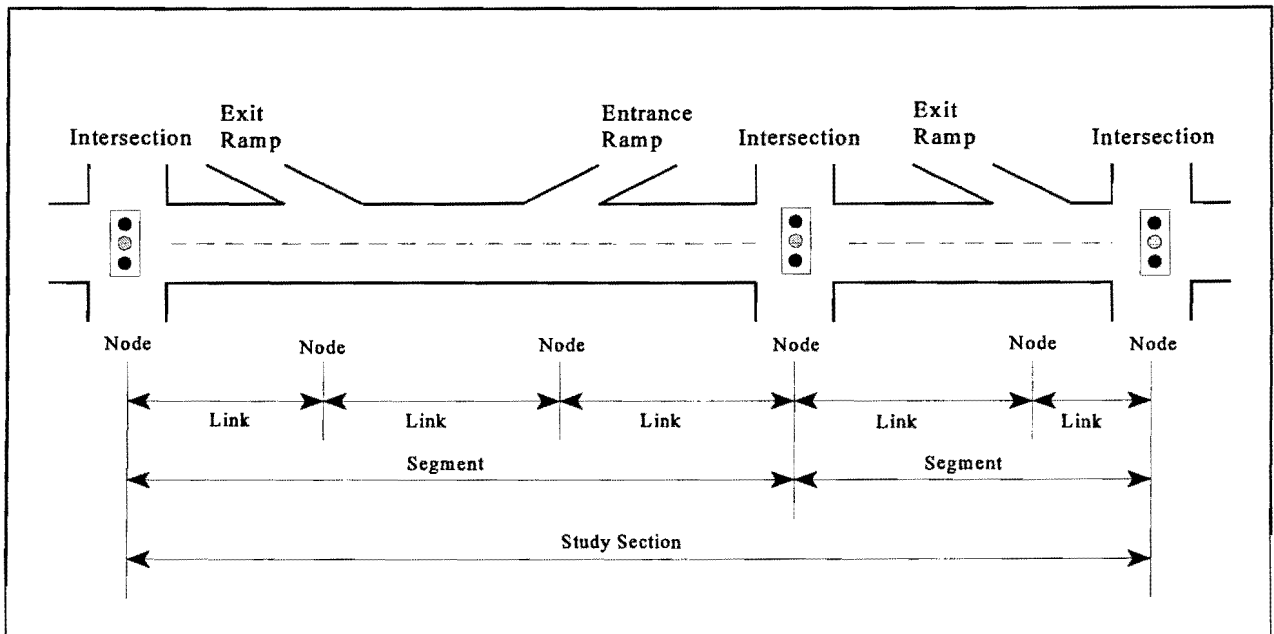 Exit
Ramp
Entrance
Ramp
Exit
Ramp
Intersection
Intersection
Intersection
Node
Node
Node
Node
Node
Node
Link
Link
Link
Link
Link
Segment
Segment
Study Section